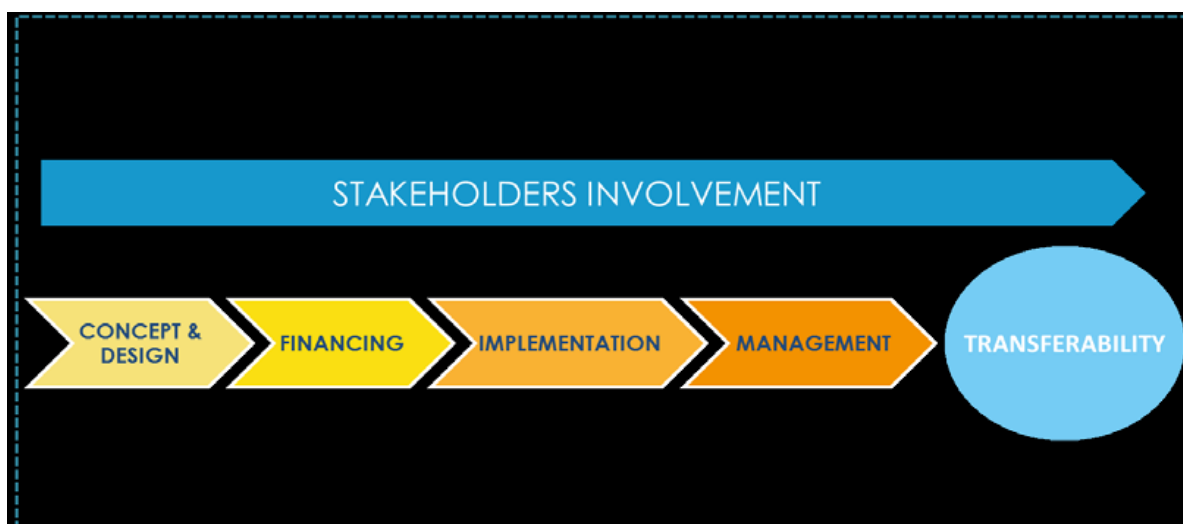 STAKEHOLDERS INVOLVEMENT
CONCEPT &
DESIGN
FINANCING
IMPLEMENTATION
MANAGEMENT
TRANSFERABILITY